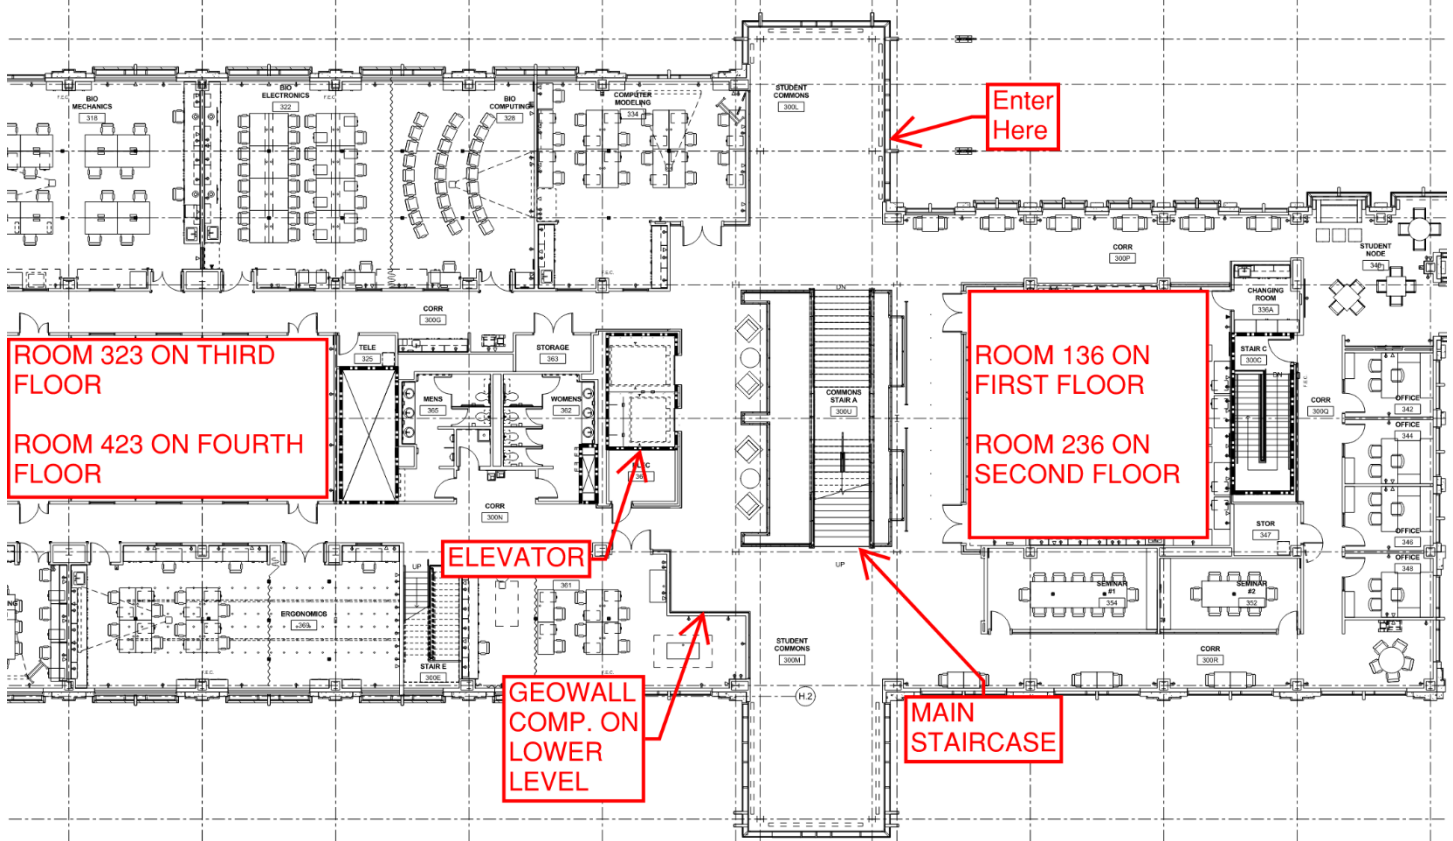 BIO
MECHANICS
318
F.E.C.
BIO
ELECTRONICS
322
BIO
COMPUTING
328
COMPUTER
MODELING
334
STUDENT
COMMONS
300L
Enter
Here
CORR
300P
STUDENT
NODE
340
CORR
300G
DN
CHANGING
ROOM
336A
ROOM 323 ON THIRD
FLOOR
ROOM 423 ON FOURTH
FLOOR
TELE
325
STORAGE
363
MENS
365
WOMENS
362
COMMONS
STAIR A
300U
ROOM 136 ON
FIRST FLOOR
ROOM 236 ON
SECOND FLOOR
STAIR C
300C
DN
CORR
300Q
OFFICE
342
OFFICE
344
CORR
300N
ELEVATOR
STOR
347
OFFICE
346
OFFICE
348
UP
UP
361
ERGONOMICS
369
SEMINAR
#1
354
SEMINAR
#2
352
STAIR E
300E
STUDENT
COMMONS
300M
CORR
300R
H.2
GEOWALL
COMP. ON
LOWER
LEVEL
MAIN
STAIRCASE